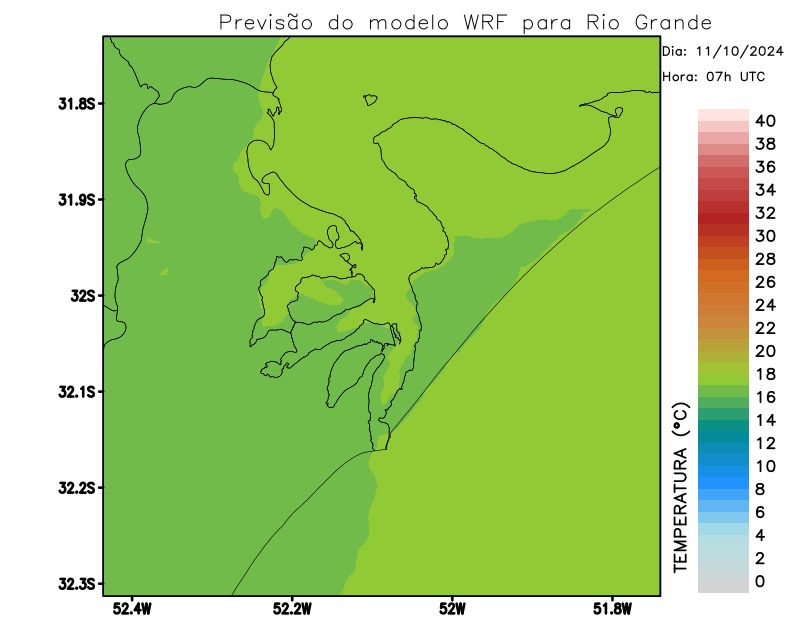 Previsão do modelo WRF para Rio Grande
Dia: 11/10/2024
Hora: 07h UTC
31.8S
31.9S
32S
32.1S
32.2S
32.3S
52.4W
52.2W
52W
51.8W
TEMPERATURA (°C)
40
38
36
34
32
30
28
26
24
22
20
18
16
14
12
10
8
6
4
2
0